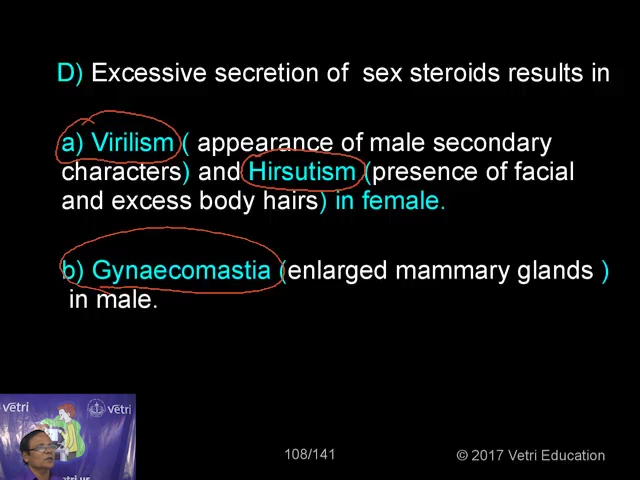 D) Excessive secretion of sex steroids results in
a) Virilism ( appearance of male secondary
characters) and Hirsutism (presence of facial
and excess body hairs) in female.
b) Gynaecomastia (enlarged mammary glands )
in male.
vetri
vetri
108/141
© 2017 Vetri Education